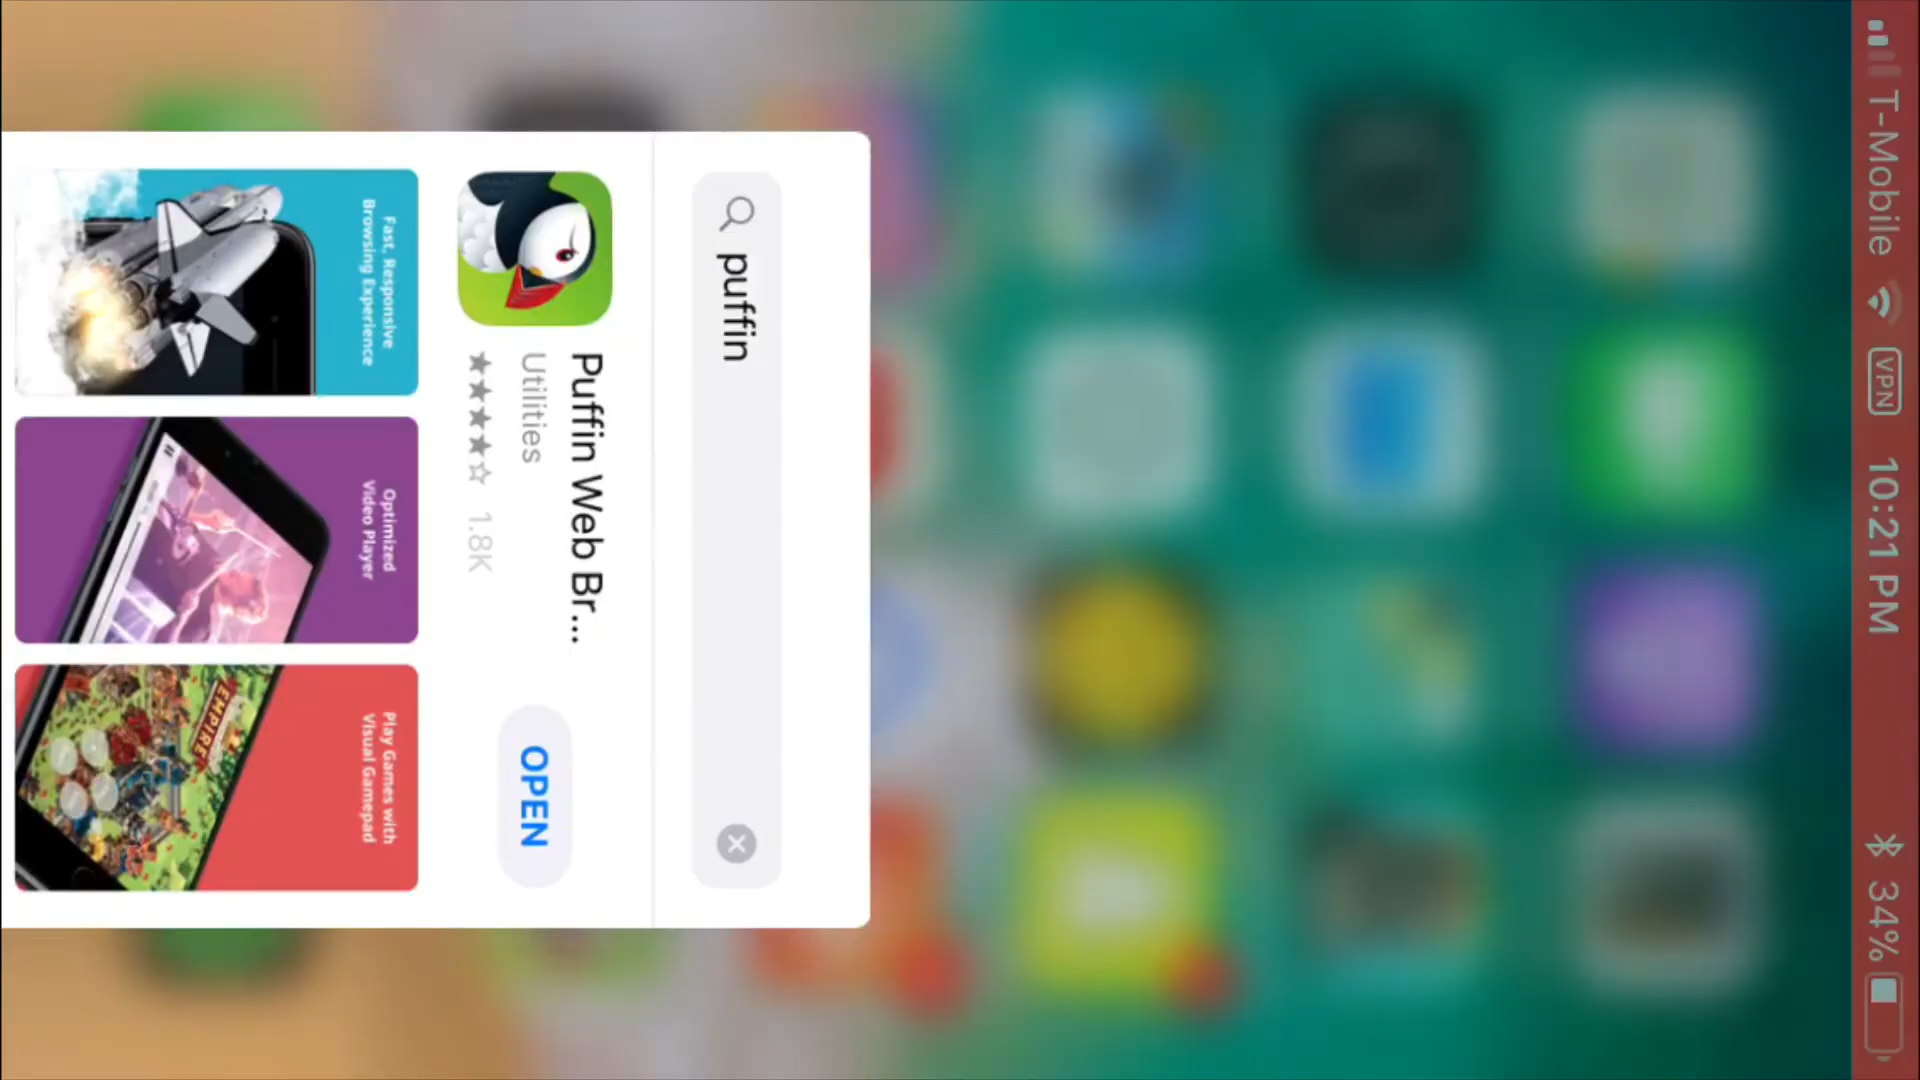 T-Mobile VPN 10:21 PM 34%
puffin
Puffin Web Br...
Utilities
1.8K
OPEN
Fast, Responsive
Browsing Experience
Optimized
Video Player
Play Games with
Visual Gamepad
EMPIRE